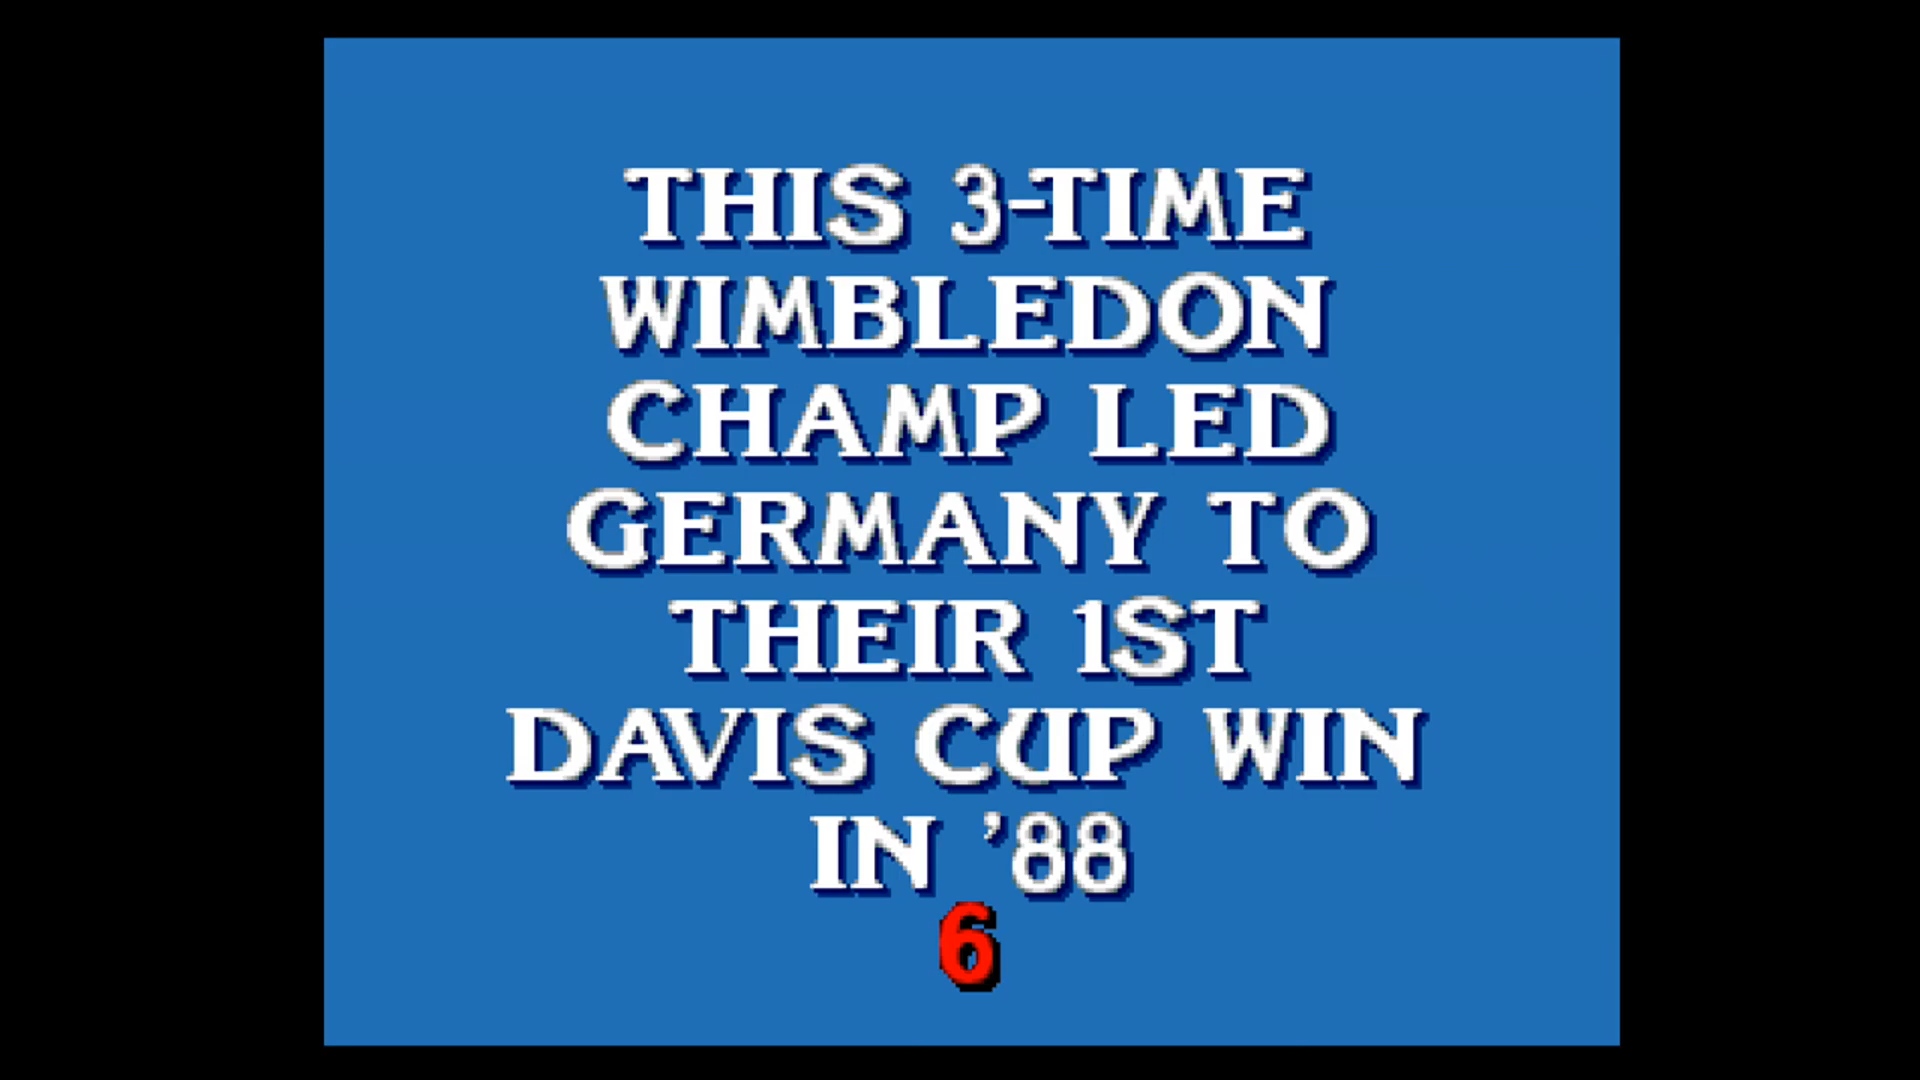 THIS 3-TIME
WIMBLEDON
CHAMP LED
GERMANY TO
THEIR 1ST
DAVIS CUP WIN
IN '88
6